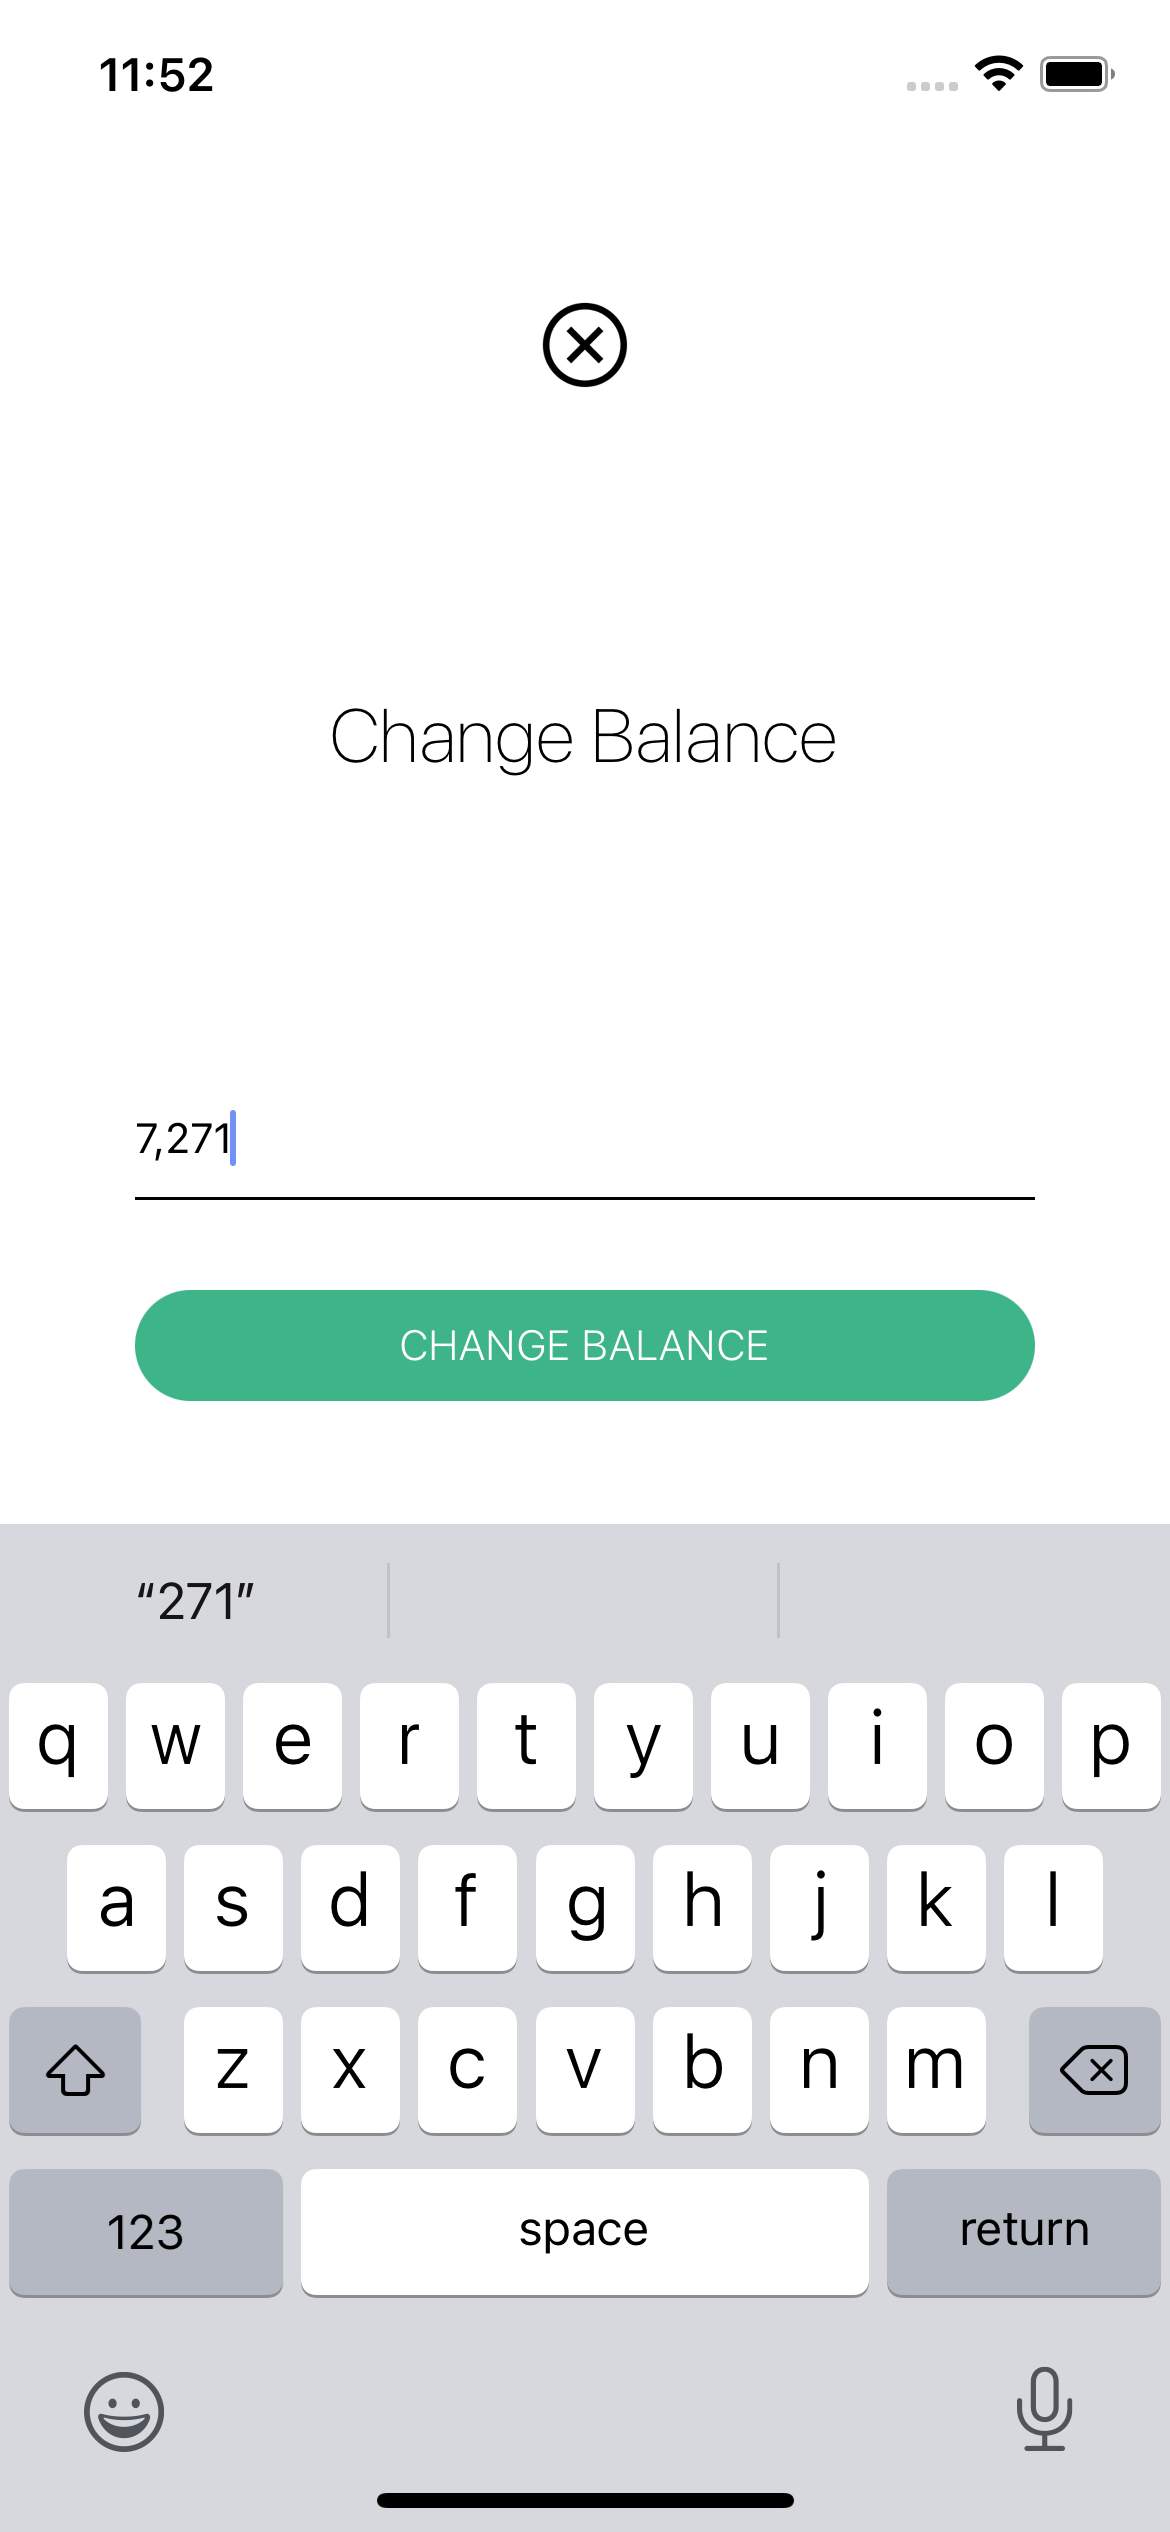 11:52
Change Balance
7,271
CHANGE BALANCE
“271”
q w e r t y u i o p
a s d f g h j k l
z x c v b n m
123 space return